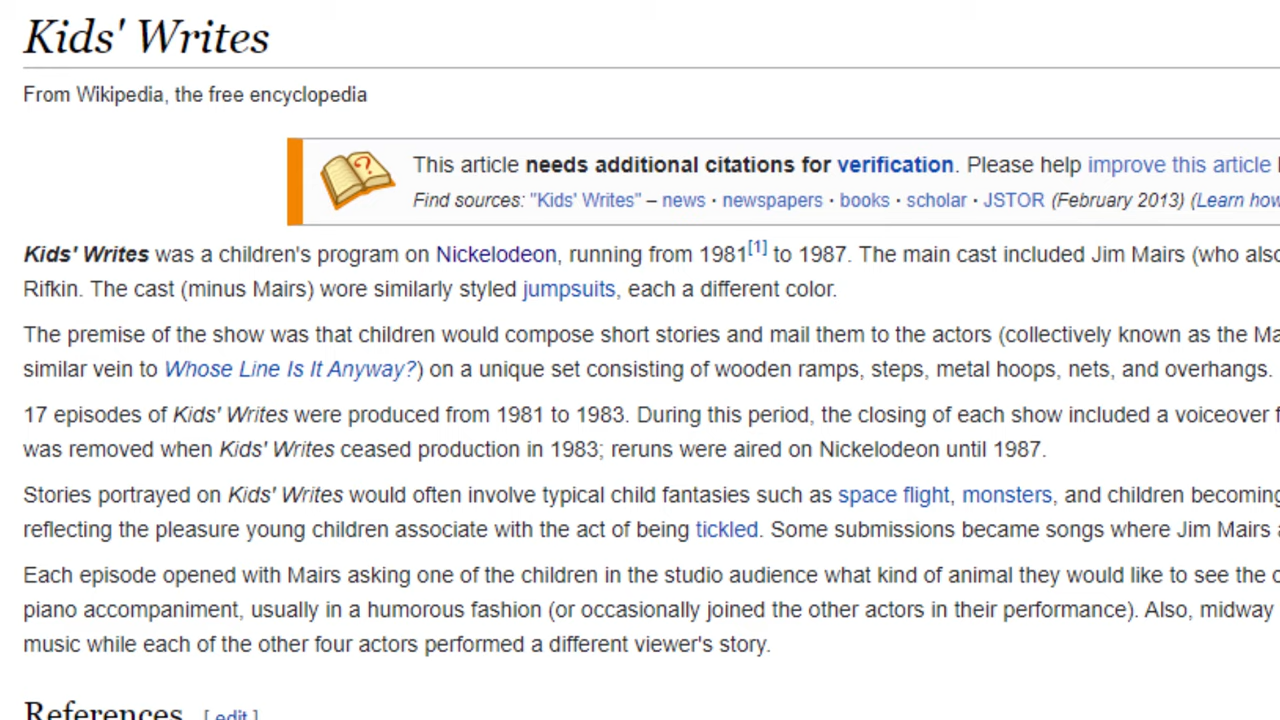 Kids' Writes
From Wikipedia, the free encyclopedia
This article needs additional citations for verification. Please help improve this article
Find sources: "Kids' Writes" – news · newspapers · books · scholar · JSTOR (February 2013) (Learn how
Kids' Writes was a children's program on Nickelodeon, running from 1981[1] to 1987. The main cast included Jim Mairs (who also
Rifkin. The cast (minus Mairs) wore similarly styled jumpsuits, each a different color.
The premise of the show was that children would compose short stories and mail them to the actors (collectively known as the Ma
similar vein to Whose Line Is It Anyway?) on a unique set consisting of wooden ramps, steps, metal hoops, nets, and overhangs.
17 episodes of Kids' Writes were produced from 1981 to 1983. During this period, the closing of each show included a voiceover
was removed when Kids' Writes ceased production in 1983; reruns were aired on Nickelodeon until 1987.
Stories portrayed on Kids' Writes would often involve typical child fantasies such as space flight, monsters, and children becoming
reflecting the pleasure young children associate with the act of being tickled. Some submissions became songs where Jim Mairs
Each episode opened with Mairs asking one of the children in the studio audience what kind of animal they would like to see the
piano accompaniment, usually in a humorous fashion (or occasionally joined the other actors in their performance). Also, midway
music while each of the other four actors performed a different viewer's story.
References [ edit ]